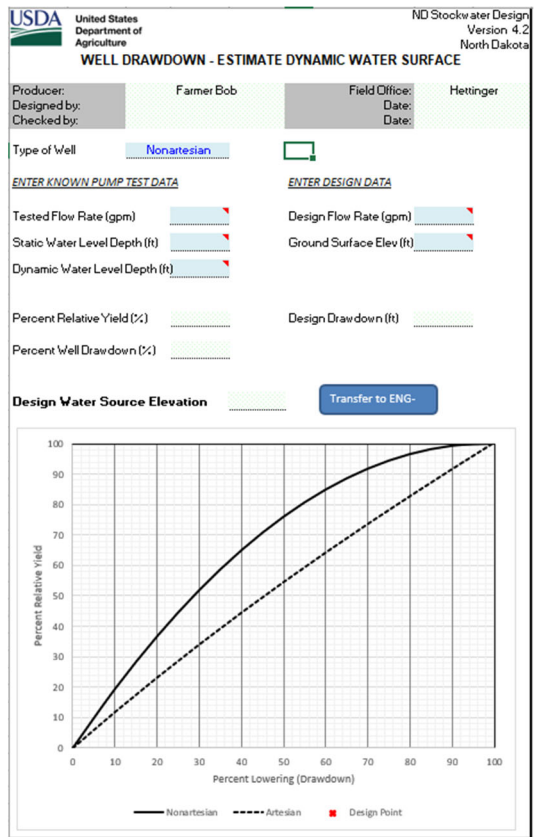 USDA
United States
Department of
Agriculture
ND Stockwater Design
Version 4.2
North Dakota
WELL DRAWDOWN - ESTIMATE DYNAMIC WATER SURFACE
Producer: Farmer Bob Field Office: Hettinger
Designed by: Date:
Checked by: Date:
Type of Well Nonartesian
ENTER KNOWN PUMP TEST DATA ENTER DESIGN DATA
Tested Flow Rate (gpm) Design Flow Rate (gpm)
Static Water Level Depth (ft) Ground Surface Elev (ft)
Dynamic Water Level Depth (ft)
Percent Relative Yield (%) Design Drawdown (ft)
Percent Well Drawdown (%)
Design Water Source Elevation Transfer to ENG-
100
90
80
70
60
50
40
30
20
10
0
Percent Relative Yield
0 10 20 30 40 50 60 70 80 90 100
Percent Lowering (Drawdown)
Nonartesian Artesian Design Point